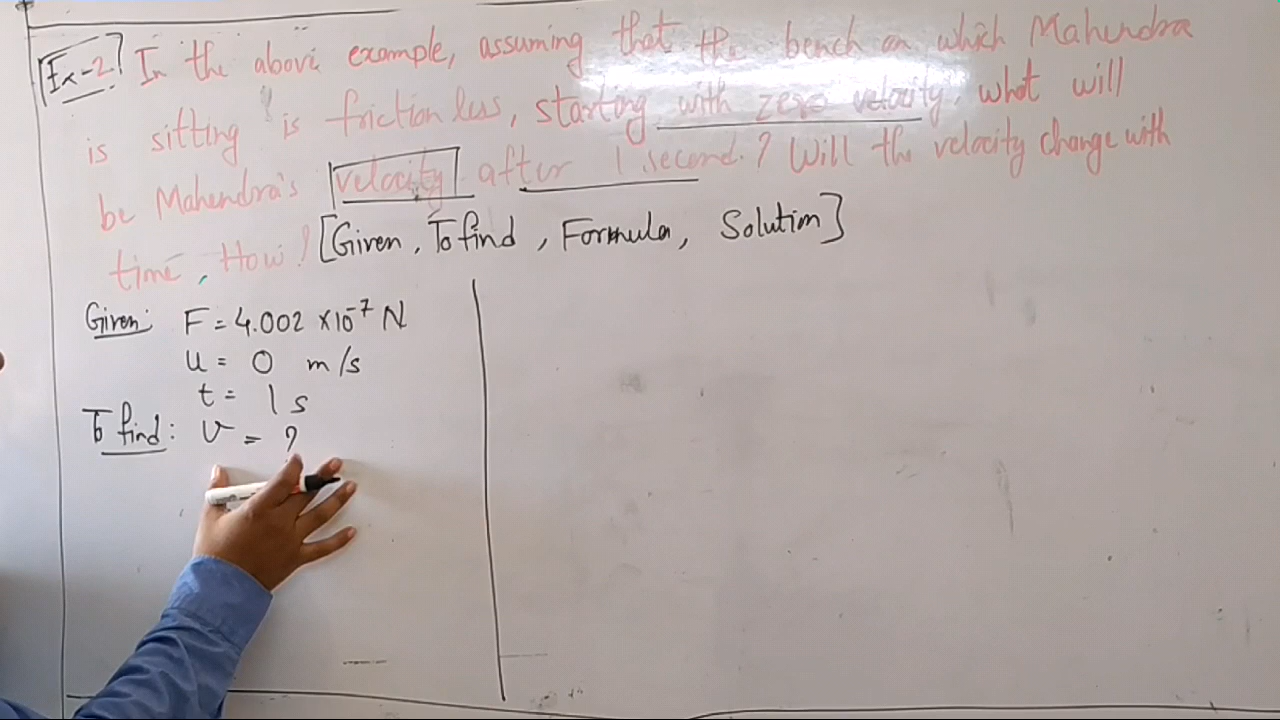 Ex-2? In the above example, assuming that the bench on which Mahendra
is sitting is frictionless, starting with zero velocity, what will
be Mahendra's velocity after 1 second.? Will the velocity change with
time, How? [Given, To find, Formula, Solution]
Given: F = 4.002 ×10⁻⁷ N
u = 0 m/s
t = 1 s
To find: v = ?